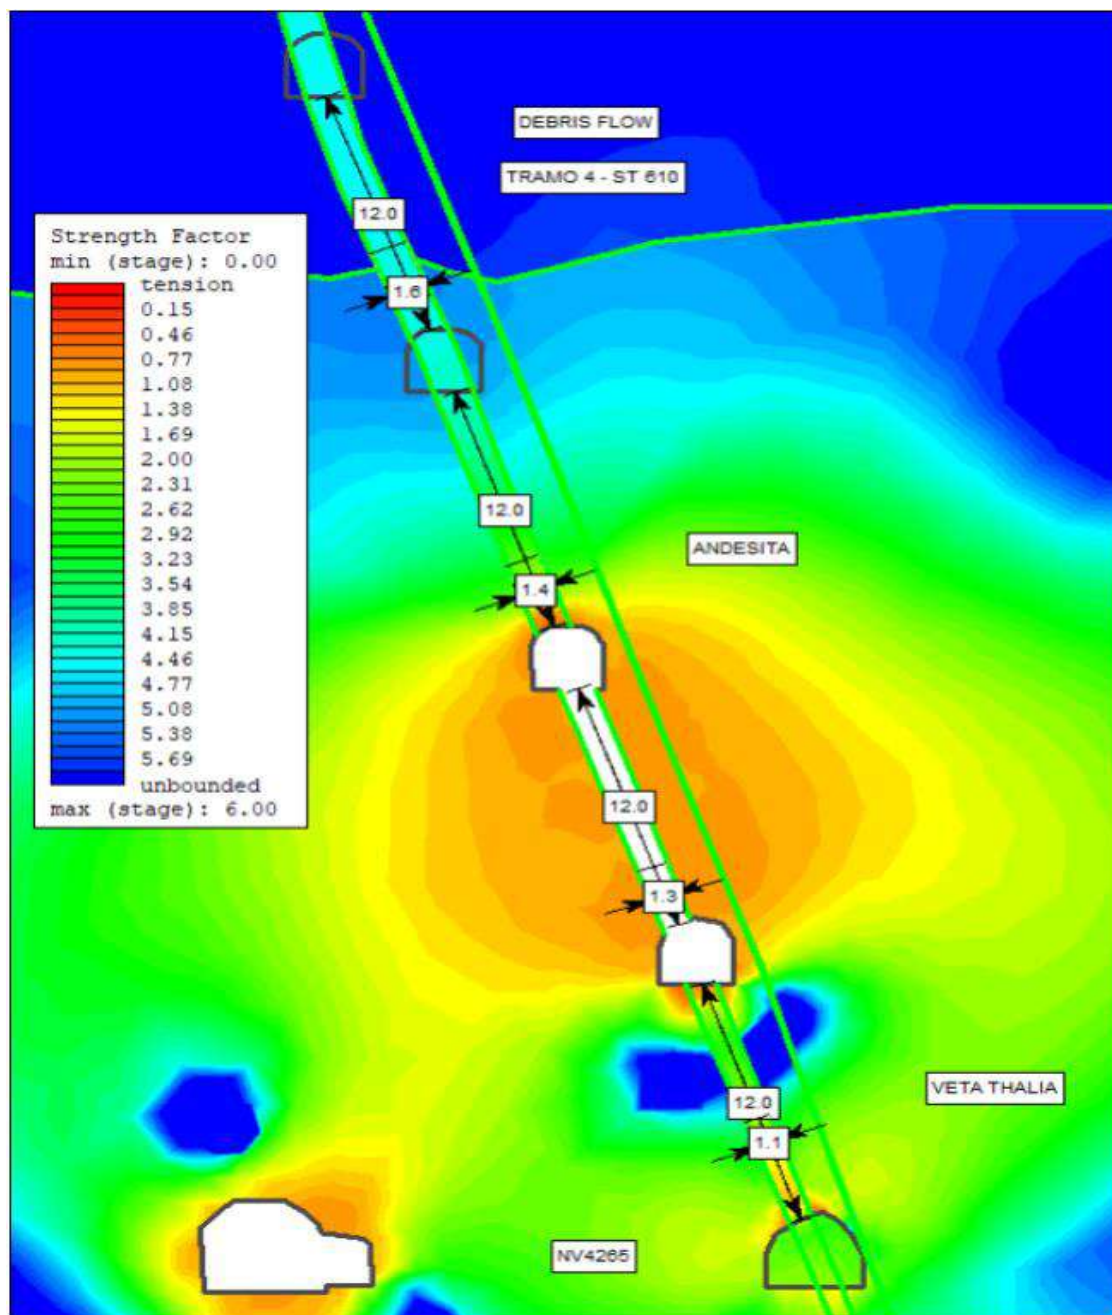 DEBRIS FLOW
TRAMO 4 - ST 610
12.0
Strength Factor
min (stage): 0.00
tension
0.15
0.46
0.77
1.08
1.38
1.69
2.00
2.31
2.62
2.92
3.23
3.54
3.85
4.15
4.46
4.77
5.08
5.38
5.69
unbounded
max (stage): 6.00
1.6
12.0
ANDESITA
1.4
12.0
1.3
VETA THALIA
12.0
1.1
NV4265